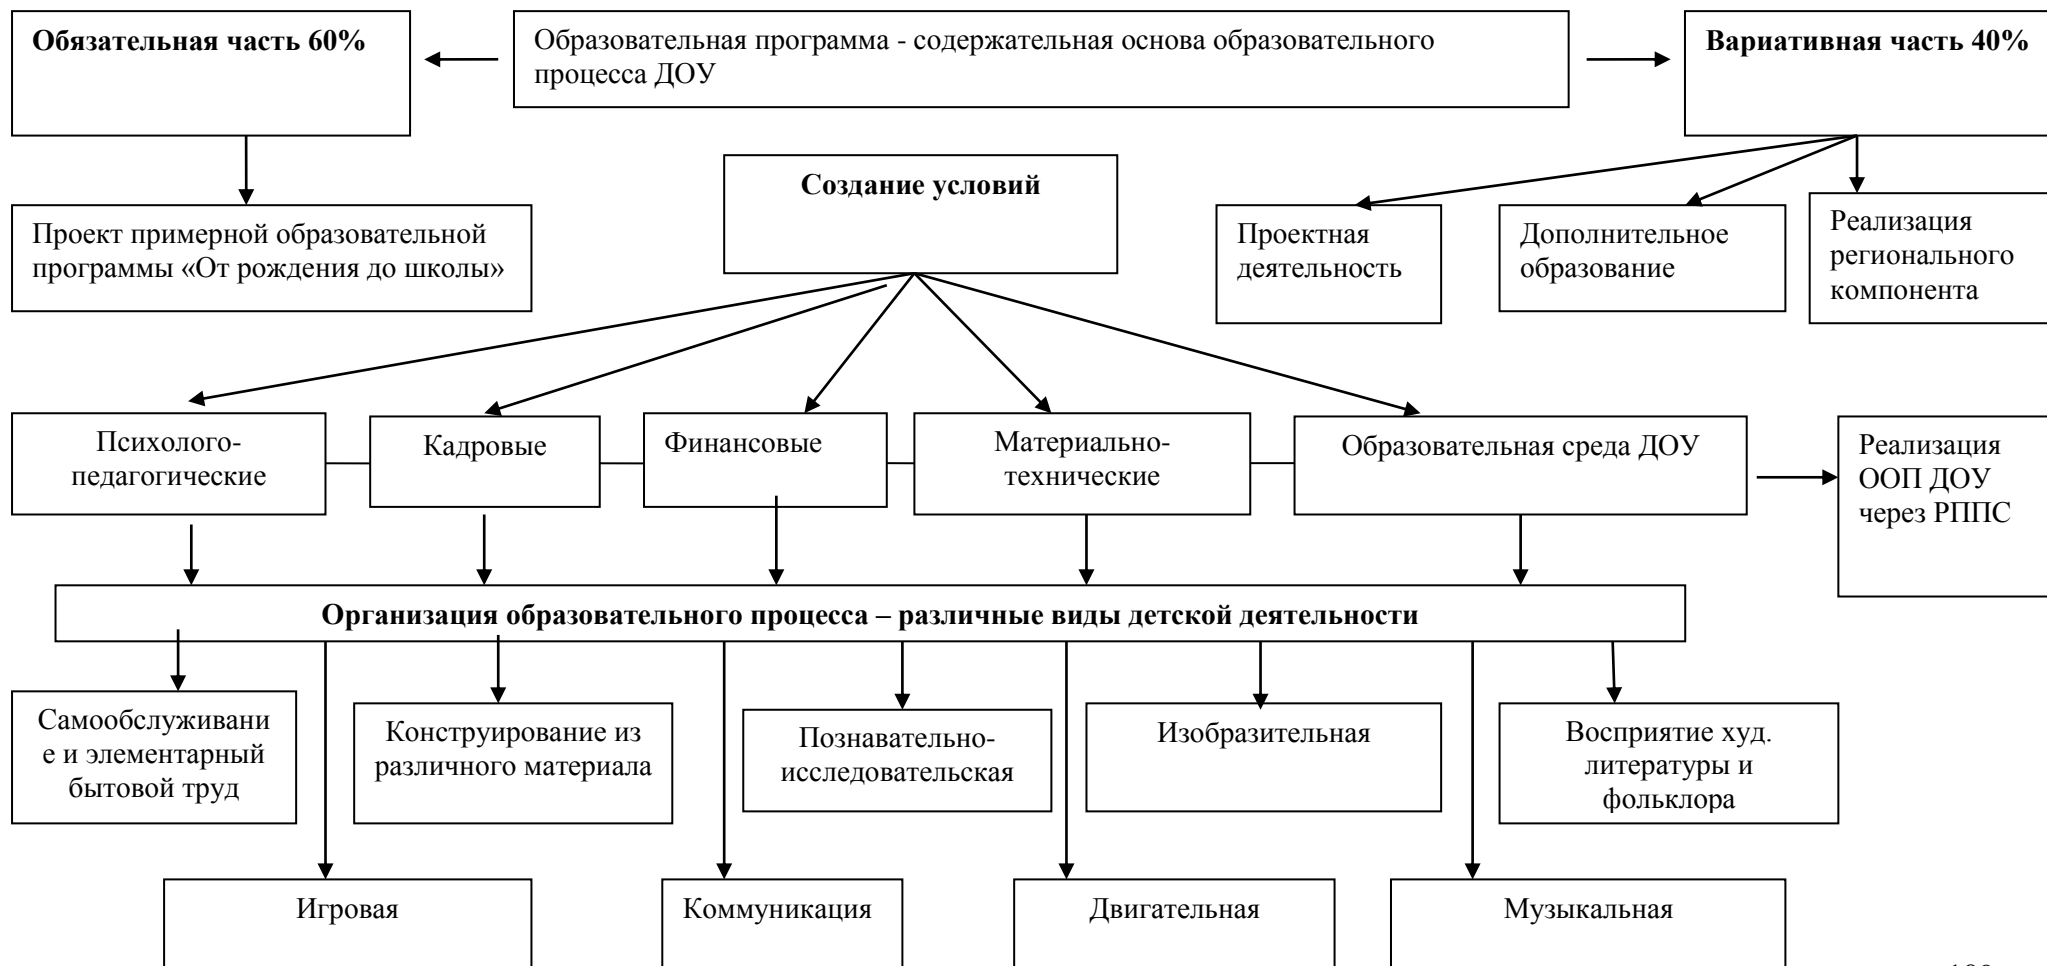 Обязательная часть 60%
Образовательная программа - содержательная основа образовательного
процесса ДОУ
Вариативная часть 40%
Создание условий
Проект примерной образовательной
программы «От рождения до школы»
Проектная
деятельность
Дополнительное
образование
Реализация
регионального
компонента
Психолого-
педагогические
Кадровые
Финансовые
Материально-
технические
Образовательная среда ДОУ
Реализация
ООП ДОУ
через РППС
Организация образовательного процесса – различные виды детской деятельности
Самообслуживани
е и элементарный
бытовой труд
Конструирование из
различного материала
Познавательно-
исследовательская
Изобразительная
Восприятие худ.
литературы и
фольклора
Игровая
Коммуникация
Двигательная
Музыкальная